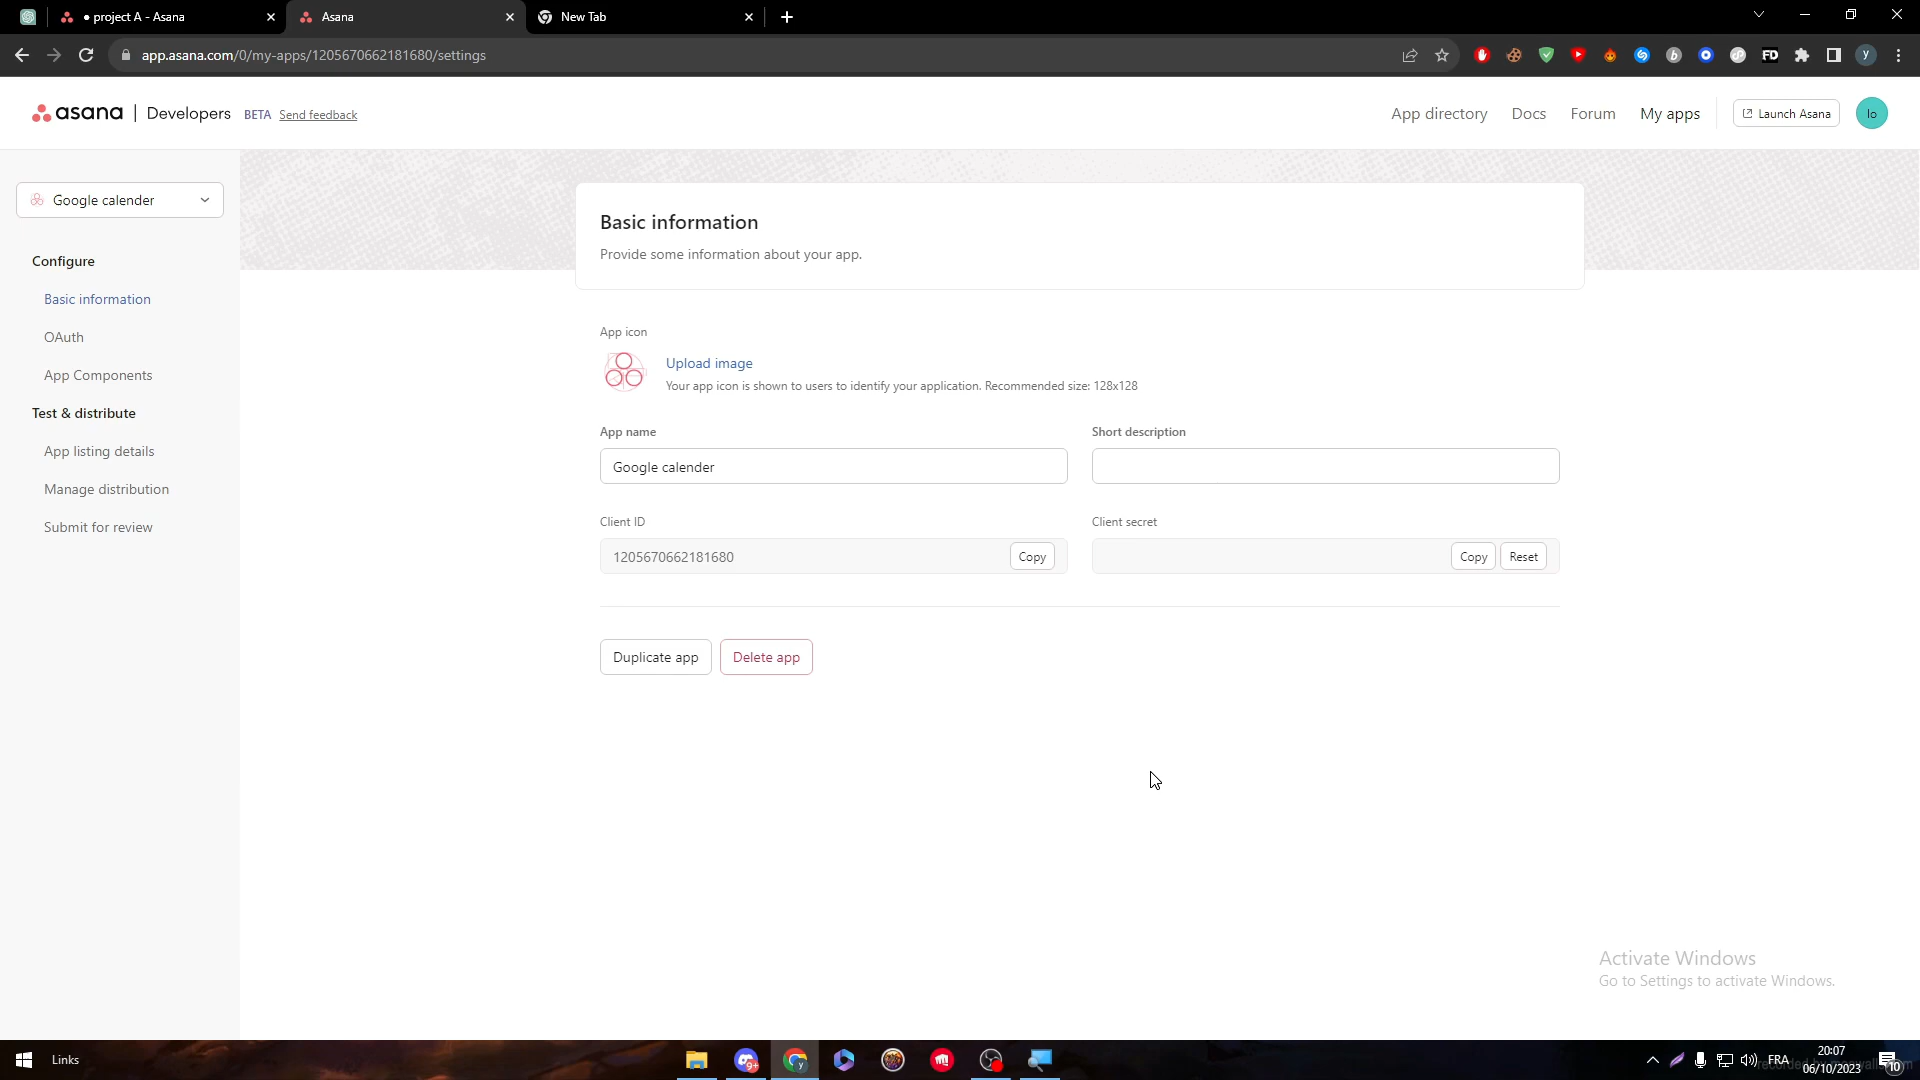 project A - Asana
Asana
New Tab
app.asana.com/0/my-apps/1205670662181680/settings
asana | Developers BETA Send feedback
App directory
Docs
Forum
My apps
Launch Asana
lo
Google calender
Basic information
Provide some information about your app.
Configure
Basic information
OAuth
App Components
Test & distribute
App listing details
Manage distribution
Submit for review
App icon
Upload image
Your app icon is shown to users to identify your application. Recommended size: 128x128
App name
Short description
Google calender
Client ID
Client secret
1205670662181680
Copy
Copy
Reset
Duplicate app
Delete app
Activate Windows
Go to Settings to activate Windows.
Links
FRA
20:07
06/10/2023
10